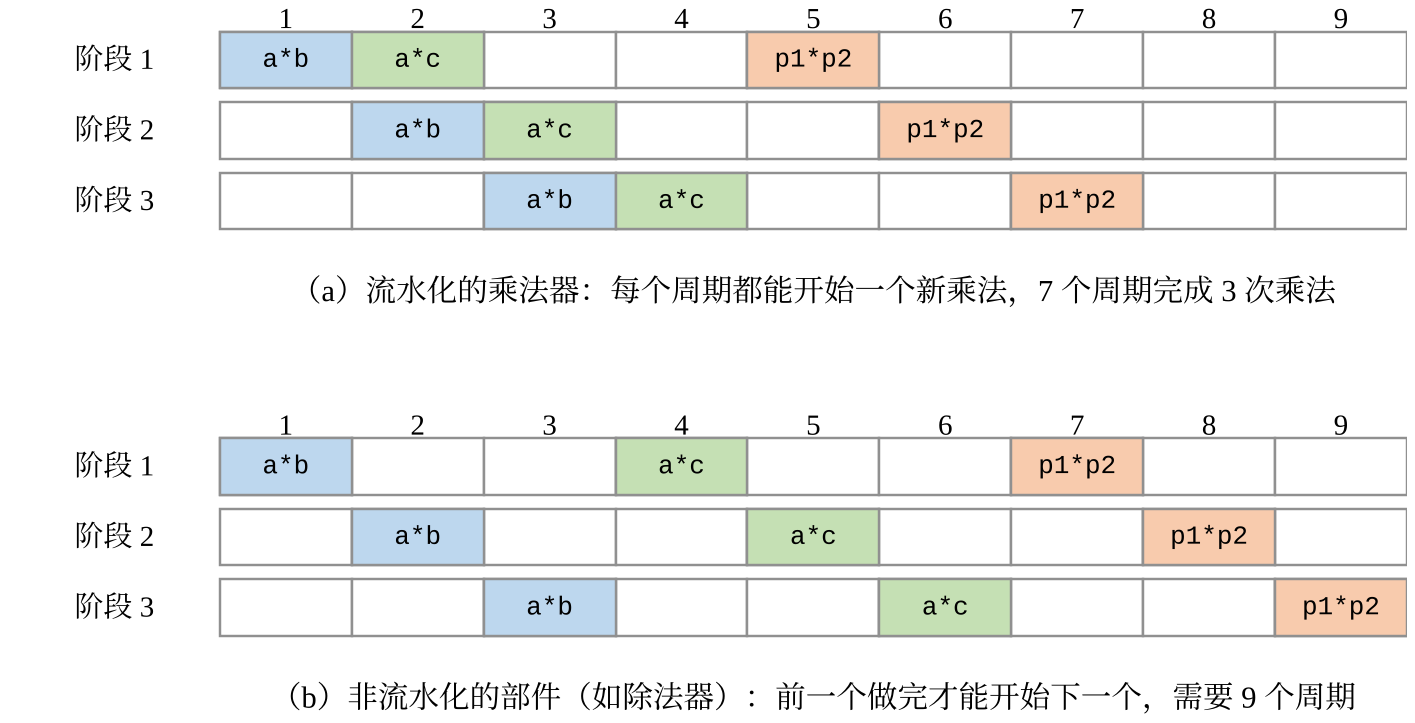 1 2 3 4 5 6 7 8 9
阶段 1 a*b a*c p1*p2
阶段 2 a*b a*c p1*p2
阶段 3 a*b a*c p1*p2
（a）流水化的乘法器：每个周期都能开始一个新乘法，7 个周期完成 3 次乘法
1 2 3 4 5 6 7 8 9
阶段 1 a*b a*c p1*p2
阶段 2 a*b a*c p1*p2
阶段 3 a*b a*c p1*p2
（b）非流水化的部件（如除法器）：前一个做完才能开始下一个，需要 9 个周期